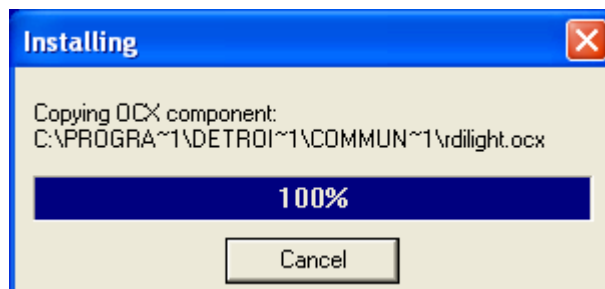 Installing
Copying OCX component:
C:\PROGRA~1\DETROI~1\COMMUN~1\rdilight.ocx
100%
Cancel